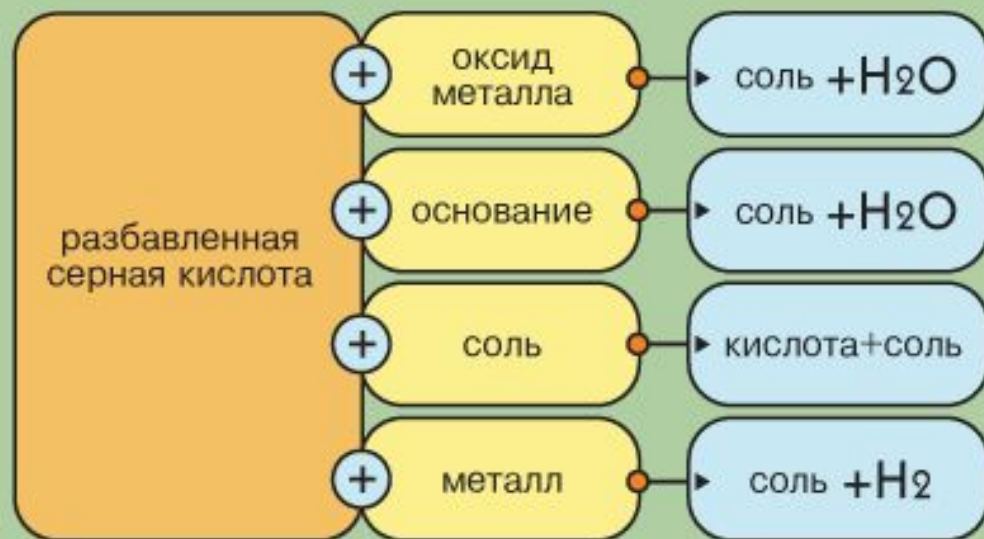 разбавленная
серная кислота
+
оксид
металла
соль +H2O
+
основание
соль +H2O
+
соль
кислота+соль
+
металл
соль +H2